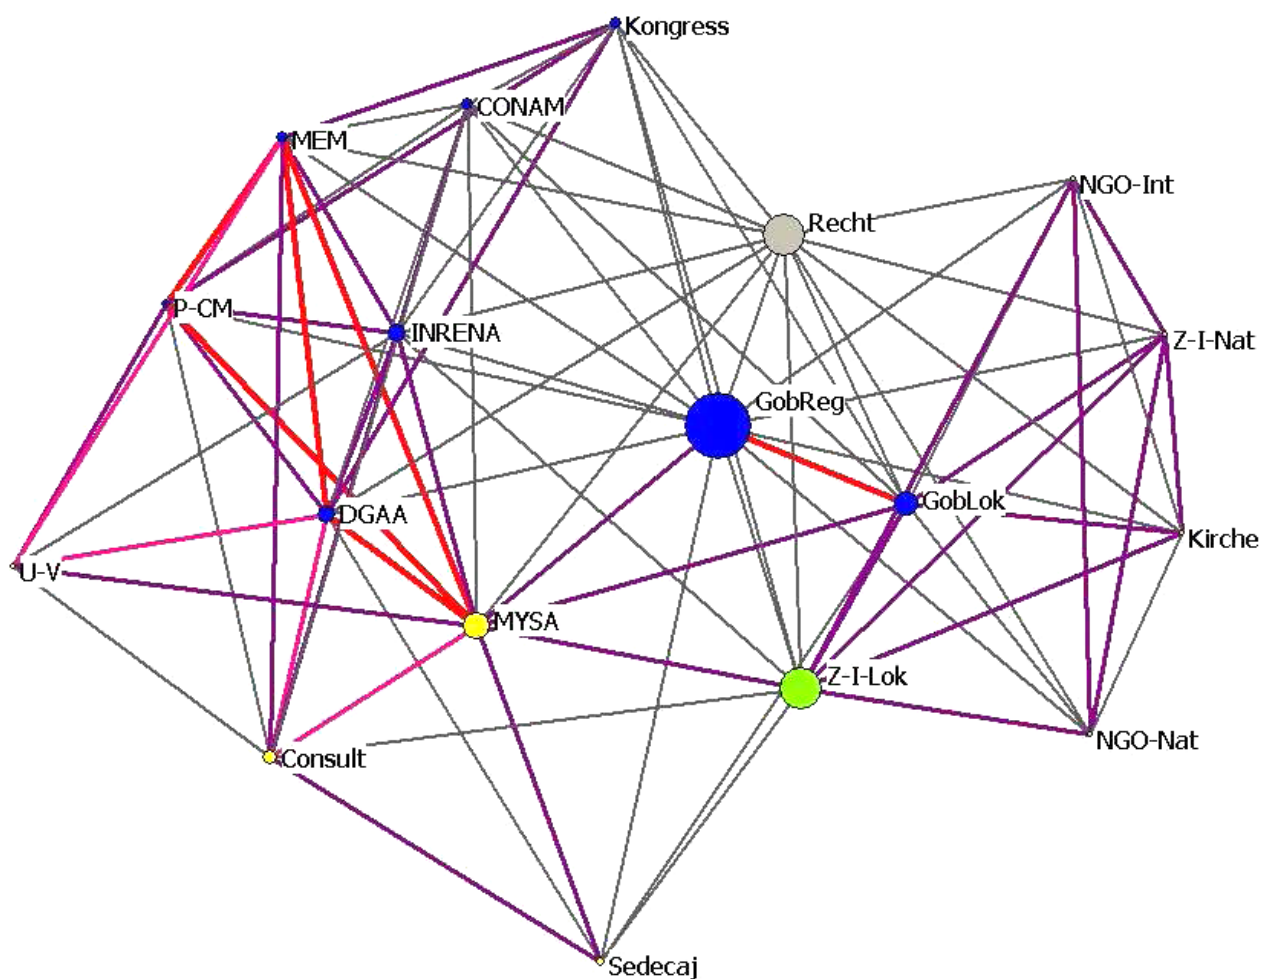 Kongress
CONAM
MEM
NGO-Int
Recht
P-CM
INRENA
Z-I-Nat
GobReg
GobLok
DGAA
Kirche
U-V
MYSA
Z-I-Lok
NGO-Nat
Consult
Sedecaj